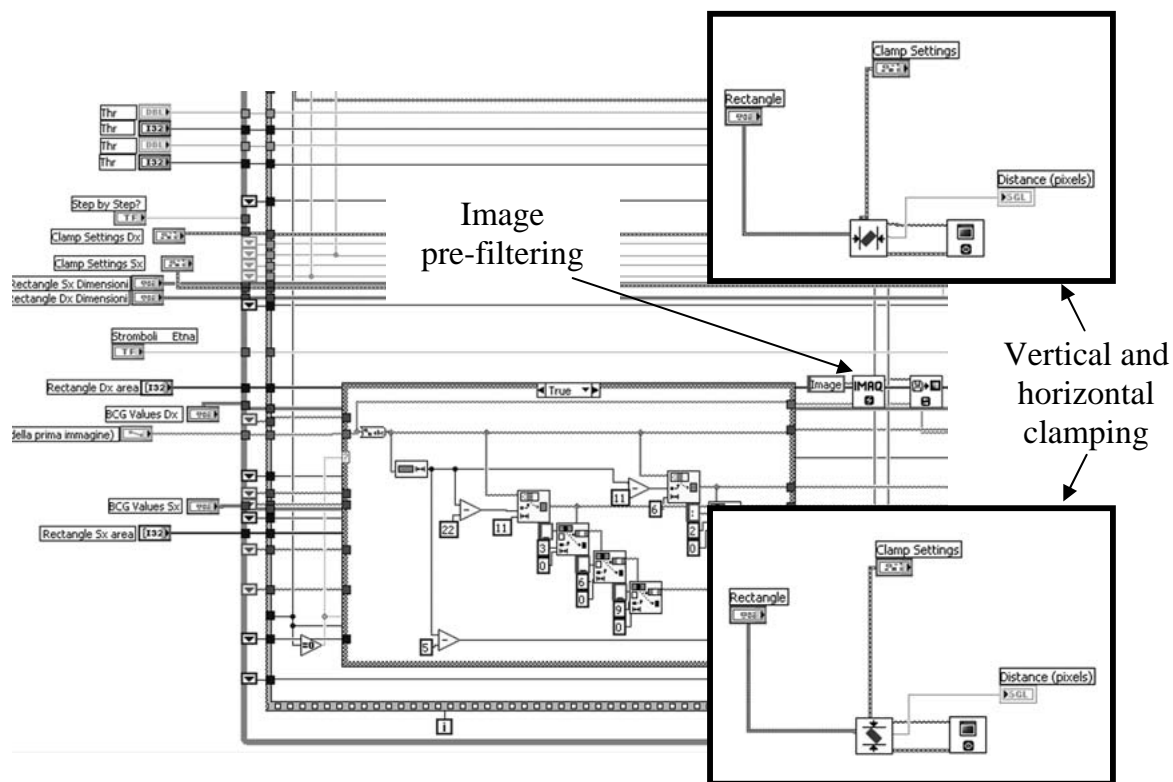 Clamp Settings
Rectangle
Distance (pixels)
SGL
Thr
DBL
Thr
I32
Thr
DBL
Thr
I32
Step by Step?
TF
Clamp Settings Dx
Clamp Settings Sx
Rectangle Sx Dimensioni
Rectangle Dx Dimensioni
Image
pre-filtering
Stromboli Etna
TF
Rectangle Dx area
[I32]
BCG Values Dx
della prima immagine)
BCG Values Sx
Rectangle Sx area
[I32]
True
Image
IMAQ
Vertical and
horizontal
clamping
11
6
22
11
:
2
0
3
0
6
0
9
0
5
=0
i
Clamp Settings
Rectangle
Distance (pixels)
SGL